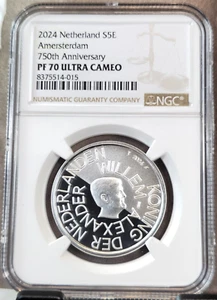 2024 Netherland S5E
Amersterdam
750th Anniversary
PF 70 ULTRA CAMEO
8375514-015
NUMISMATIC GUARANTY COMPANY
NGC
KONING
DER NEDERLANDEN
WILLEM-
ALEXANDER